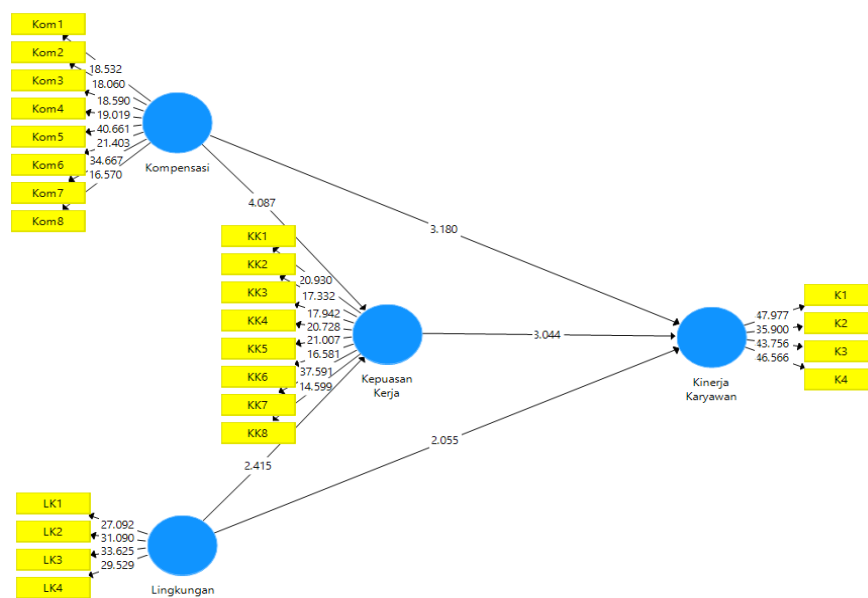 Kom1
Kom2
Kom3
Kom4
Kom5
Kom6
Kom7
Kom8
18.532
18.060
18.590
19.019
40.661
21.403
34.667
16.570
Kompensasi
4.087
3.180
KK1
KK2
KK3
KK4
KK5
KK6
KK7
KK8
20.930
17.332
17.942
20.728
21.007
16.581
37.591
14.599
Kepuasan
Kerja
3.044
2.415
2.055
K1
K2
K3
K4
47.977
35.900
43.756
46.566
Kinerja
Karyawan
LK1
LK2
LK3
LK4
27.092
31.090
33.625
29.529
Lingkungan